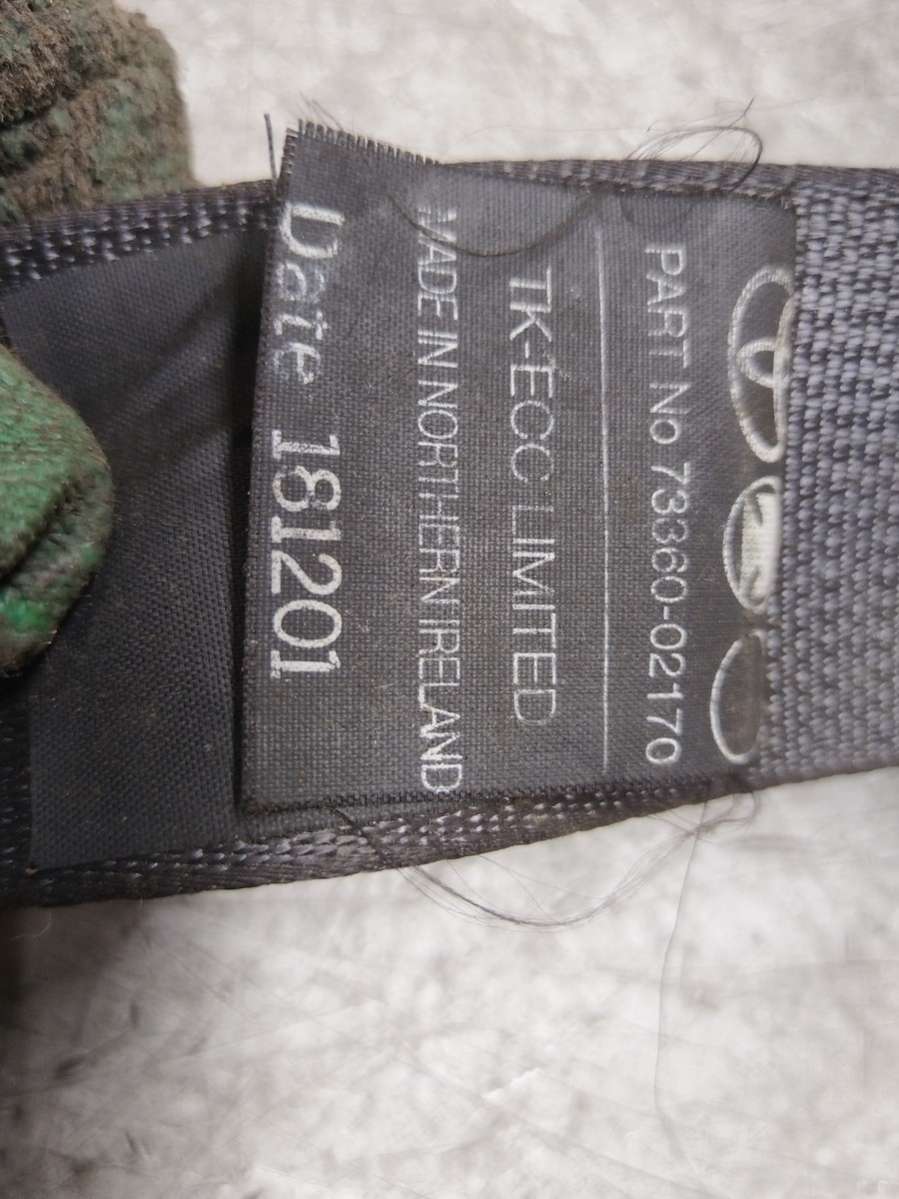 PART No 73360-02170
TK-ECC LIMITED
MADE IN NORTHERN IRELAND
Date 181201